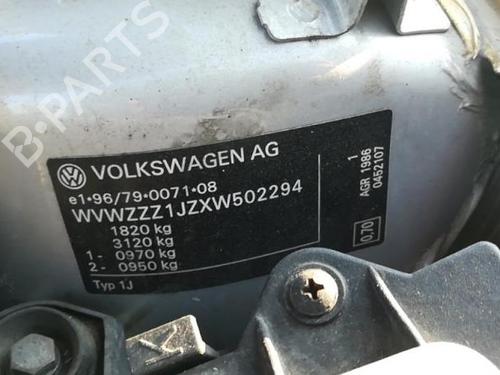 B-PARTS
VOLKSWAGEN AG
e1*96/79*0071*08
WVWZZZ1JZXW502294
1820 kg
3120 kg
1- 0970 kg
2- 0950 kg
Typ 1J
1
AGR 1986
0452107
0.70